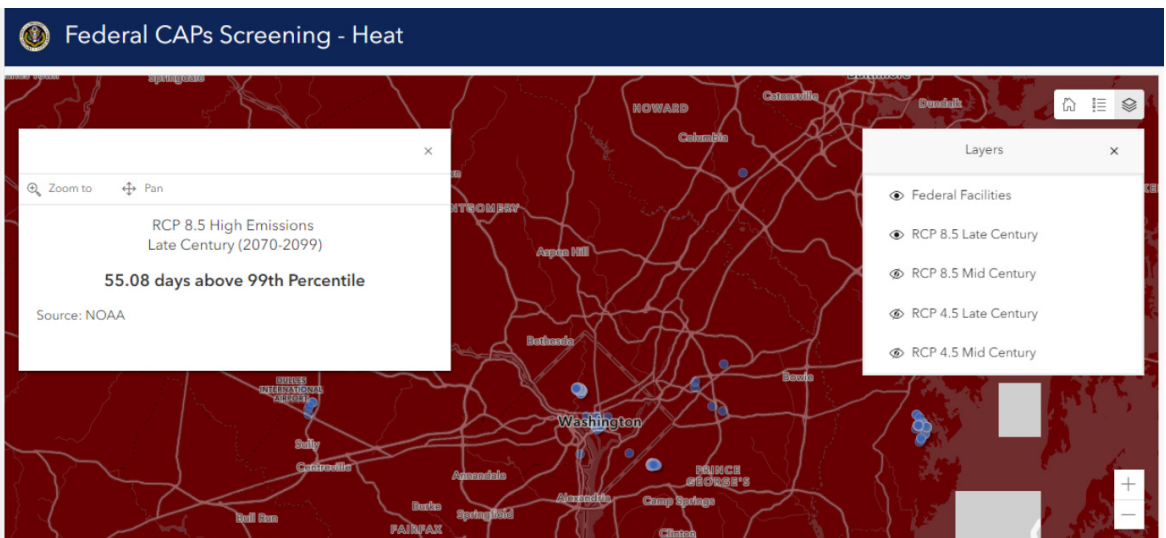 Federal CAPs Screening - Heat
Springdale
HOWARD
Catonsville
Dundalk
Columbia
×
Zoom to
Pan
RCP 8.5 High Emissions
Late Century (2070-2099)
55.08 days above 99th Percentile
Source: NOAA
Layers
×
Federal Facilities
RCP 8.5 Late Century
RCP 8.5 Mid Century
RCP 4.5 Late Century
RCP 4.5 Mid Century
Aspen Hill
Bethesda
Bowie
DULLES
INTERNATIONAL
AIRPORT
Washington
Sully
Centreville
Annandale
PRINCE
GEORGE'S
Alexandria
Camp Springs
Burke
Springfield
Bull Run
FAIRFAX
Clinton
+
−